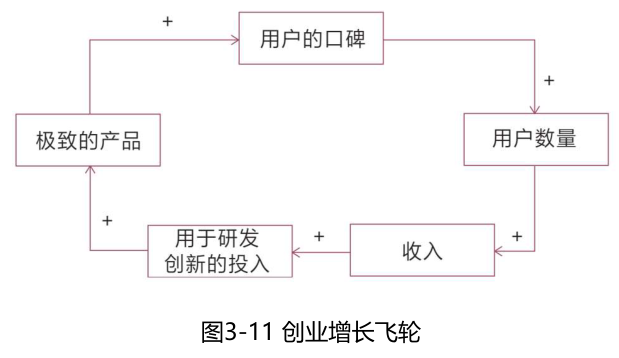 +
用户的口碑
+
极致的产品
用户数量
+
用于研发
创新的投入
+
收入
+
图3-11 创业增长飞轮